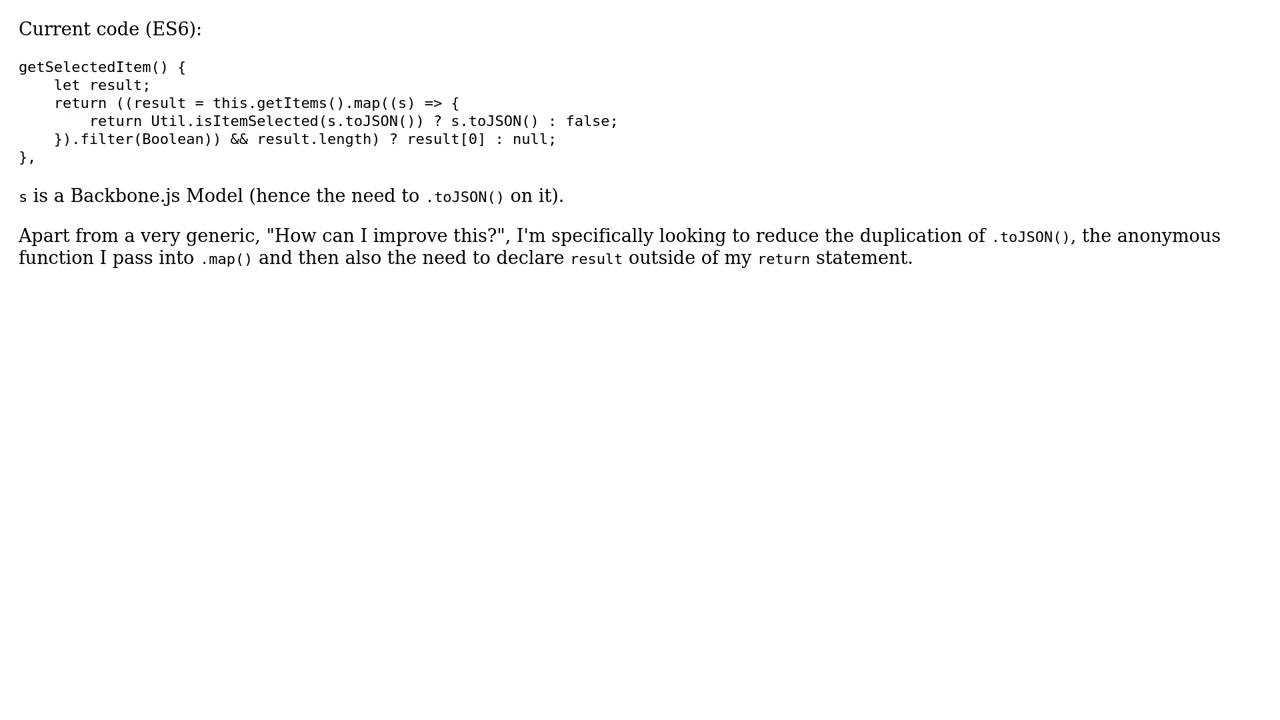 Current code (ES6):
getSelectedItem() {
    let result;
    return ((result = this.getItems().map((s) => {
        return Util.isItemSelected(s.toJSON()) ? s.toJSON() : false;
    }).filter(Boolean)) && result.length) ? result[0] : null;
},
s is a Backbone.js Model (hence the need to .toJSON() on it).
Apart from a very generic, "How can I improve this?", I'm specifically looking to reduce the duplication of .toJSON(), the anonymous
function I pass into .map() and then also the need to declare result outside of my return statement.